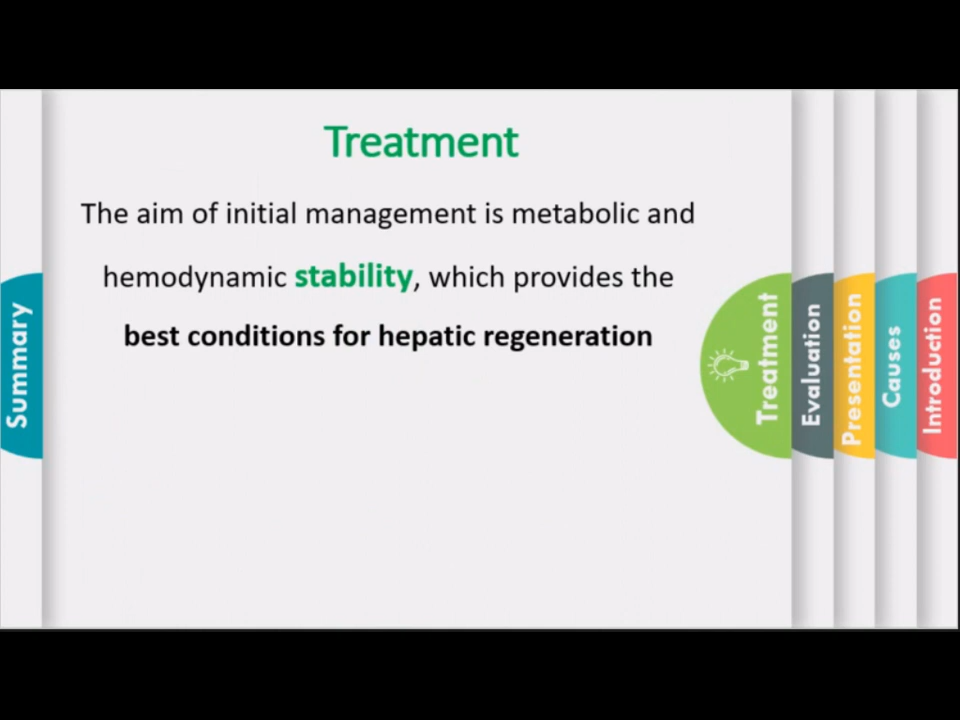 Treatment
The aim of initial management is metabolic and
hemodynamic stability, which provides the
best conditions for hepatic regeneration
Summary
Treatment
Evaluation
Presentation
Causes
Introduction